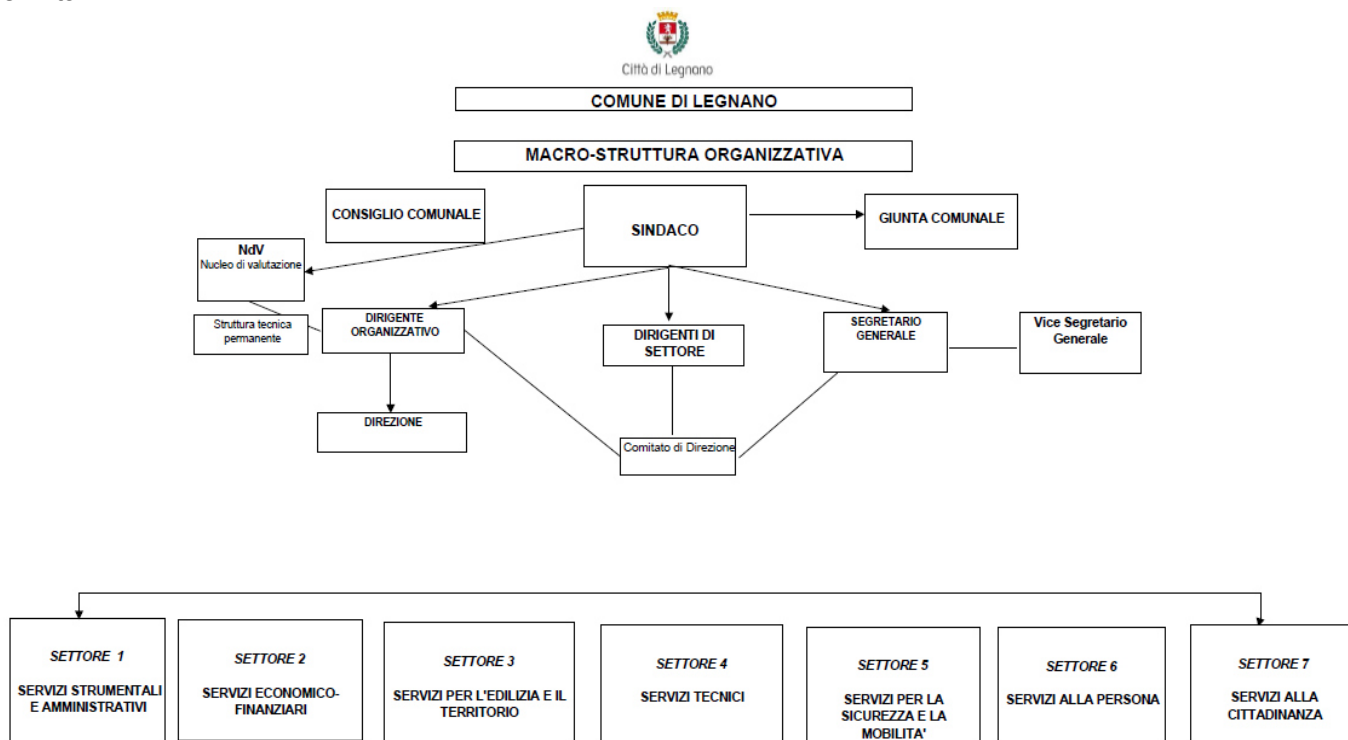 Città di Legnano
COMUNE DI LEGNANO
MACRO-STRUTTURA ORGANIZZATIVA
CONSIGLIO COMUNALE
SINDACO
GIUNTA COMUNALE
NdV
Nucleo di valutazione
Struttura tecnica
permanente
DIRIGENTE
ORGANIZZATIVO
DIRIGENTI DI
SETTORE
SEGRETARIO
GENERALE
Vice Segretario
Generale
DIREZIONE
Comitato di Direzione
SETTORE 1
SERVIZI STRUMENTALI
E AMMINISTRATIVI
SETTORE 2
SERVIZI ECONOMICO-
FINANZIARI
SETTORE 3
SERVIZI PER L'EDILIZIA E IL
TERRITORIO
SETTORE 4
SERVIZI TECNICI
SETTORE 5
SERVIZI PER LA
SICUREZZA E LA
MOBILITA'
SETTORE 6
SERVIZI ALLA PERSONA
SETTORE 7
SERVIZI ALLA
CITTADINANZA